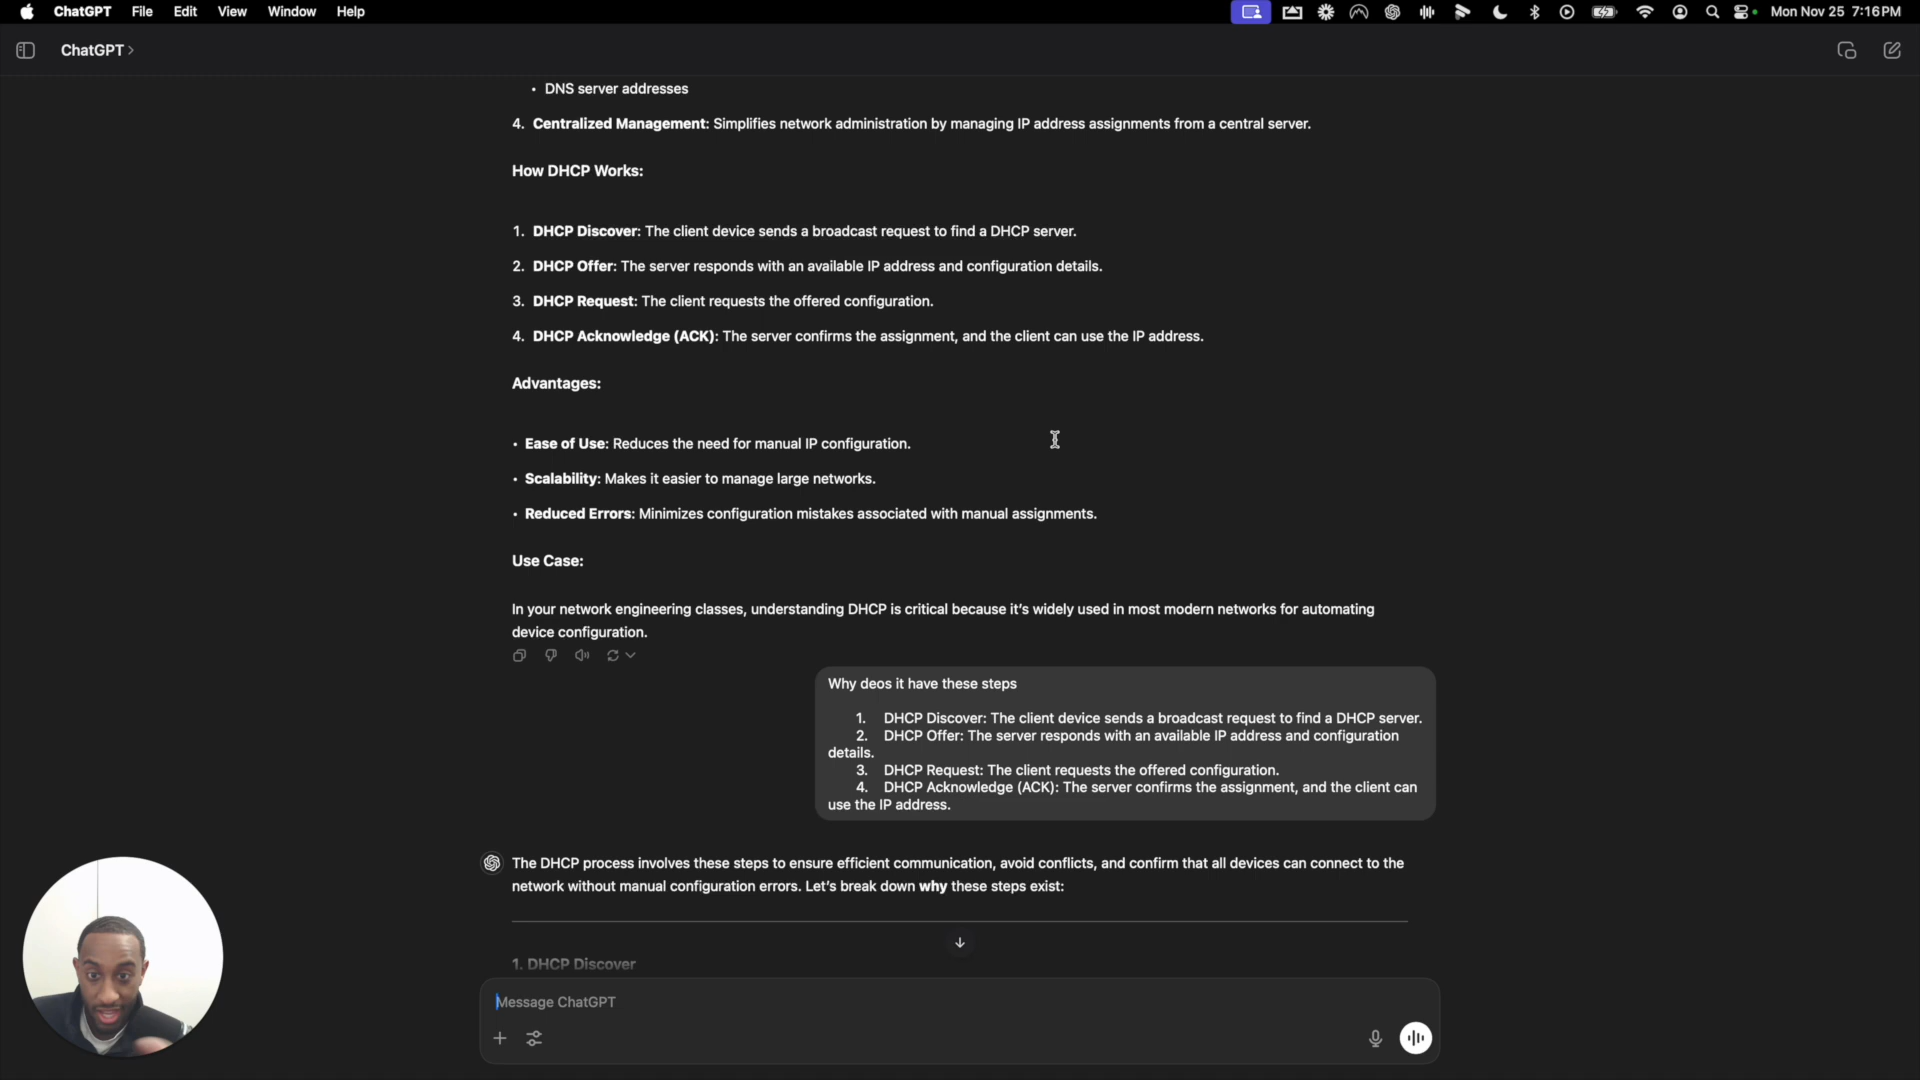 ChatGPT File Edit View Window Help Mon Nov 25 7:16 PM
ChatGPT
• DNS server addresses
4. Centralized Management: Simplifies network administration by managing IP address assignments from a central server.
How DHCP Works:
1. DHCP Discover: The client device sends a broadcast request to find a DHCP server.
2. DHCP Offer: The server responds with an available IP address and configuration details.
3. DHCP Request: The client requests the offered configuration.
4. DHCP Acknowledge (ACK): The server confirms the assignment, and the client can use the IP address.
Advantages:
• Ease of Use: Reduces the need for manual IP configuration.
• Scalability: Makes it easier to manage large networks.
• Reduced Errors: Minimizes configuration mistakes associated with manual assignments.
Use Case:
In your network engineering classes, understanding DHCP is critical because it's widely used in most modern networks for automating
device configuration.
Why deos it have these steps
1. DHCP Discover: The client device sends a broadcast request to find a DHCP server.
2. DHCP Offer: The server responds with an available IP address and configuration
details.
3. DHCP Request: The client requests the offered configuration.
4. DHCP Acknowledge (ACK): The server confirms the assignment, and the client can
use the IP address.
The DHCP process involves these steps to ensure efficient communication, avoid conflicts, and confirm that all devices can connect to the
network without manual configuration errors. Let's break down why these steps exist:
1. DHCP Discover
Message ChatGPT